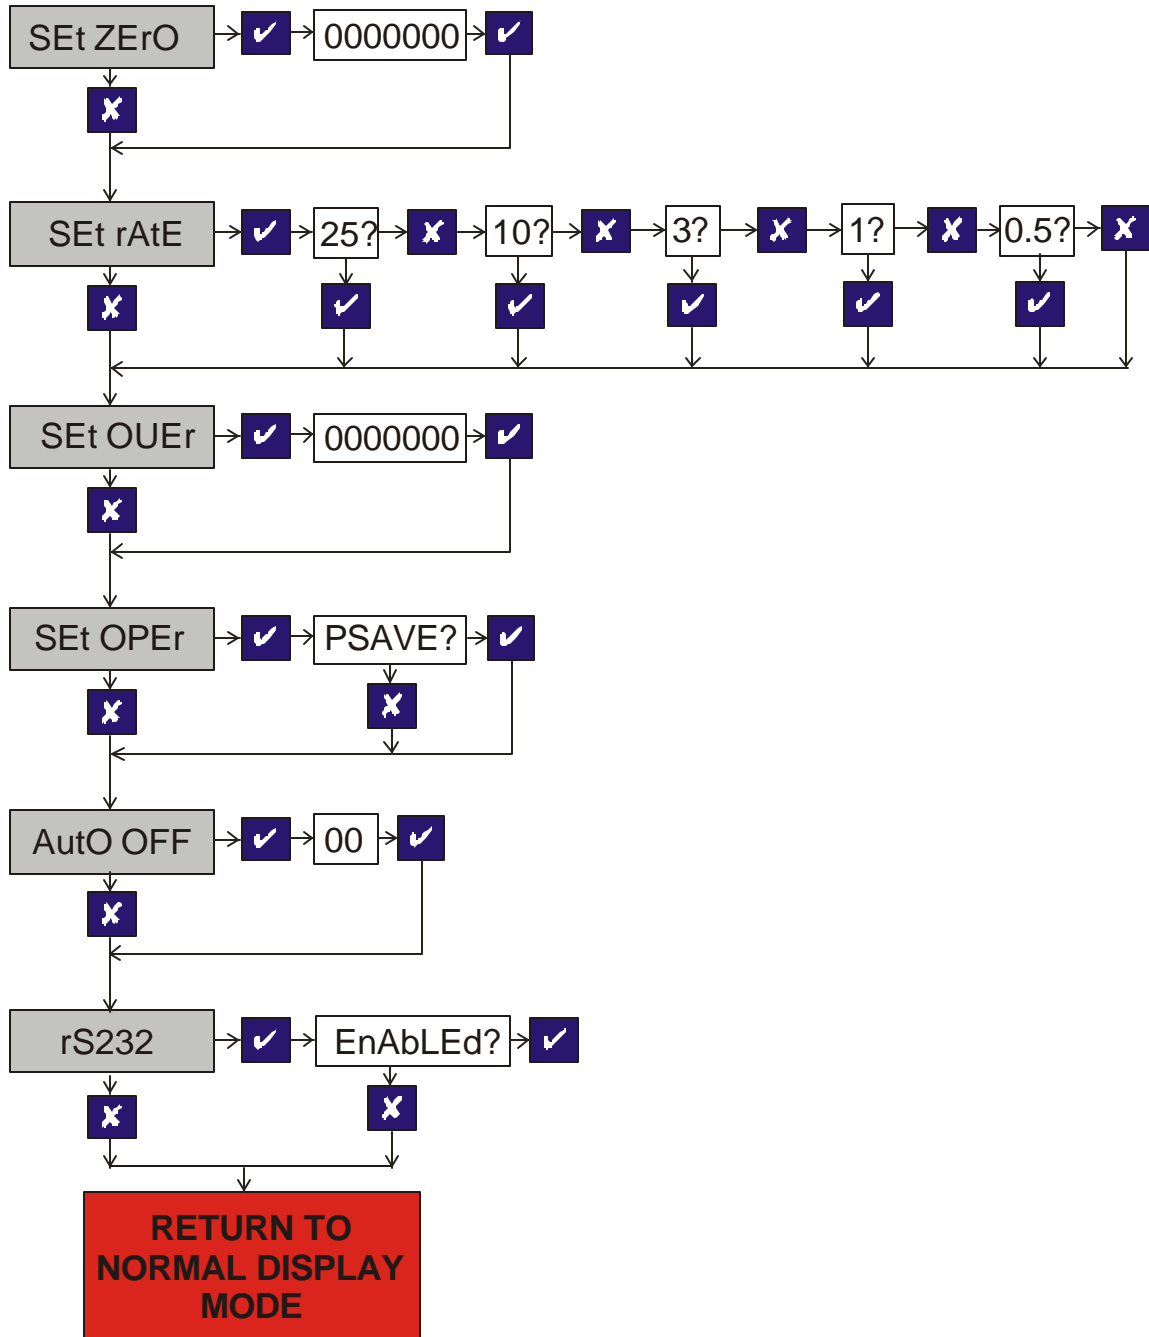 SEt ZErO ✔ 0000000 ✔
✘
SEt rAtE ✔ 25? ✘ 10? ✘ 3? ✘ 1? ✘ 0.5? ✘
✘ ✔ ✔ ✔ ✔ ✔
SEt OUEr ✔ 0000000 ✔
✘
SEt OPEr ✔ PSAVE? ✔
✘ ✘
AutO OFF ✔ 00 ✔
✘
rS232 ✔ EnAbLEd? ✔
✘ ✘
RETURN TO
NORMAL DISPLAY
MODE